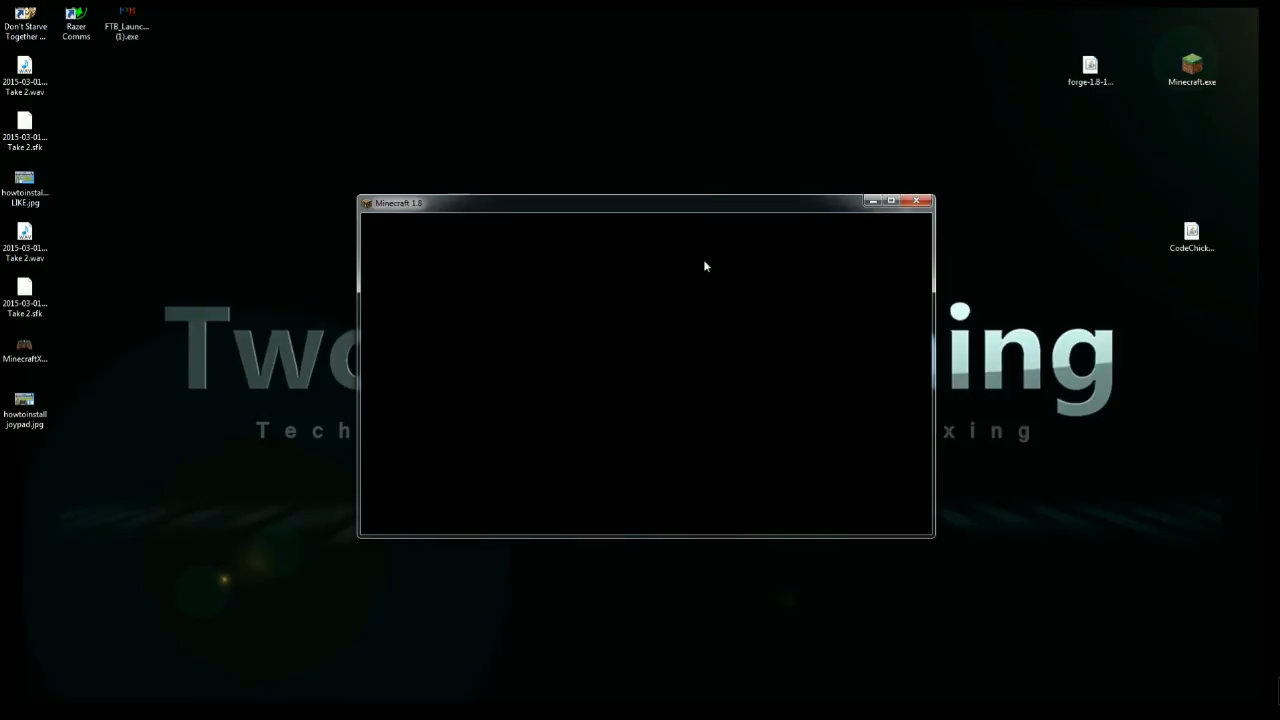 Don't Starve
Together ...
Razer
Comms
FTB_Launc...
(1).exe
2015-03-01...
Take 2.wav
2015-03-01...
Take 2.sfk
howtoinstal...
LIKE.jpg
2015-03-01...
Take 2.wav
2015-03-01...
Take 2.sfk
MinecraftX...
howtoinstall
joypad.jpg
forge-1.8-1...
Minecraft.exe
CodeChick...
Minecraft 1.8
Two
ing
Tech
xing